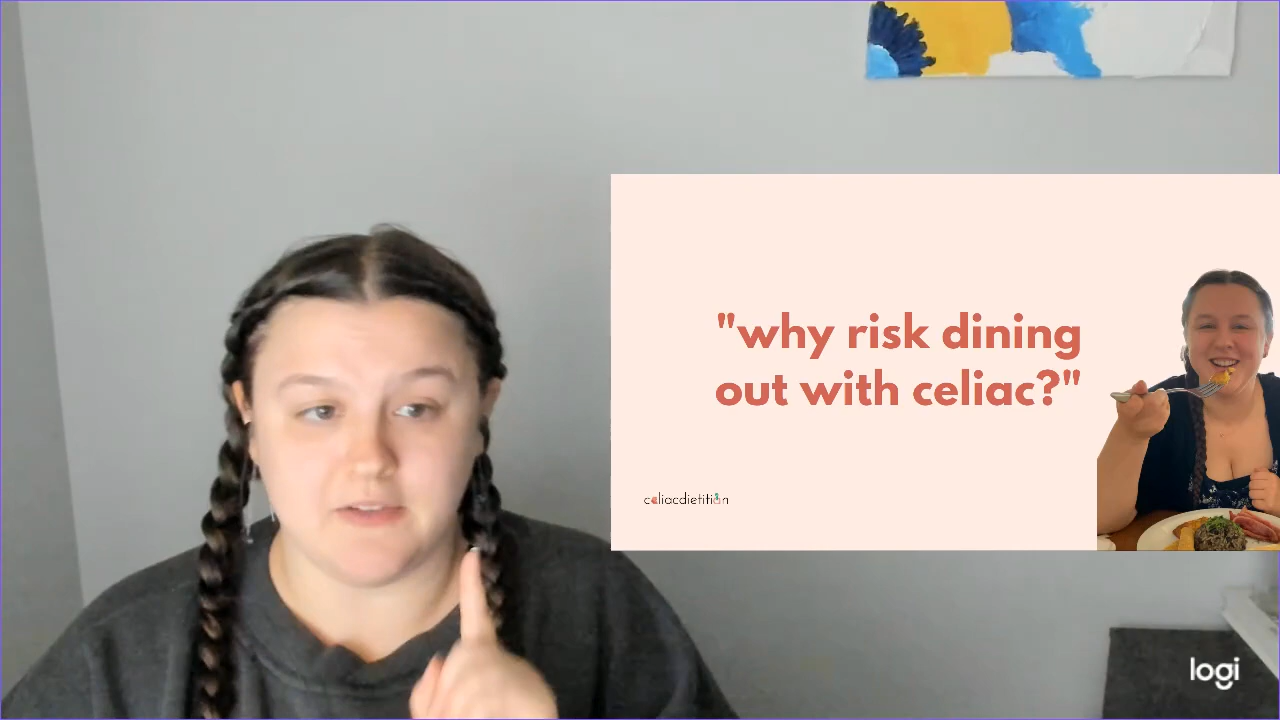 "why risk dining
out with celiac?"
celiacdietitian
logi